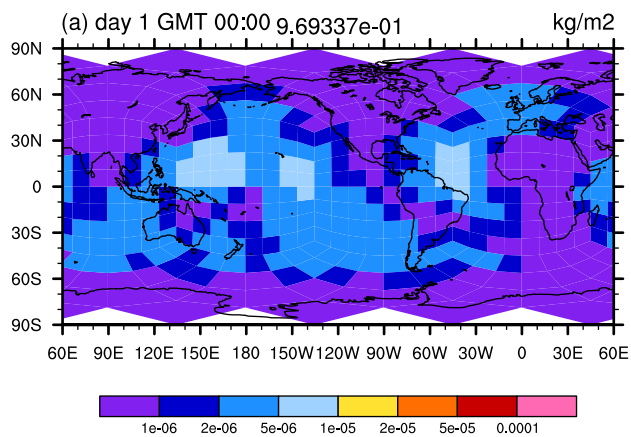 (a) day 1 GMT 00:00 9.69337e-01 kg/m2
90N
60N
30N
0
30S
60S
90S
60E 90E 120E 150E 180 150W 120W 90W 60W 30W 0 30E 60E
1e-06 2e-06 5e-06 1e-05 2e-05 5e-05 0.0001